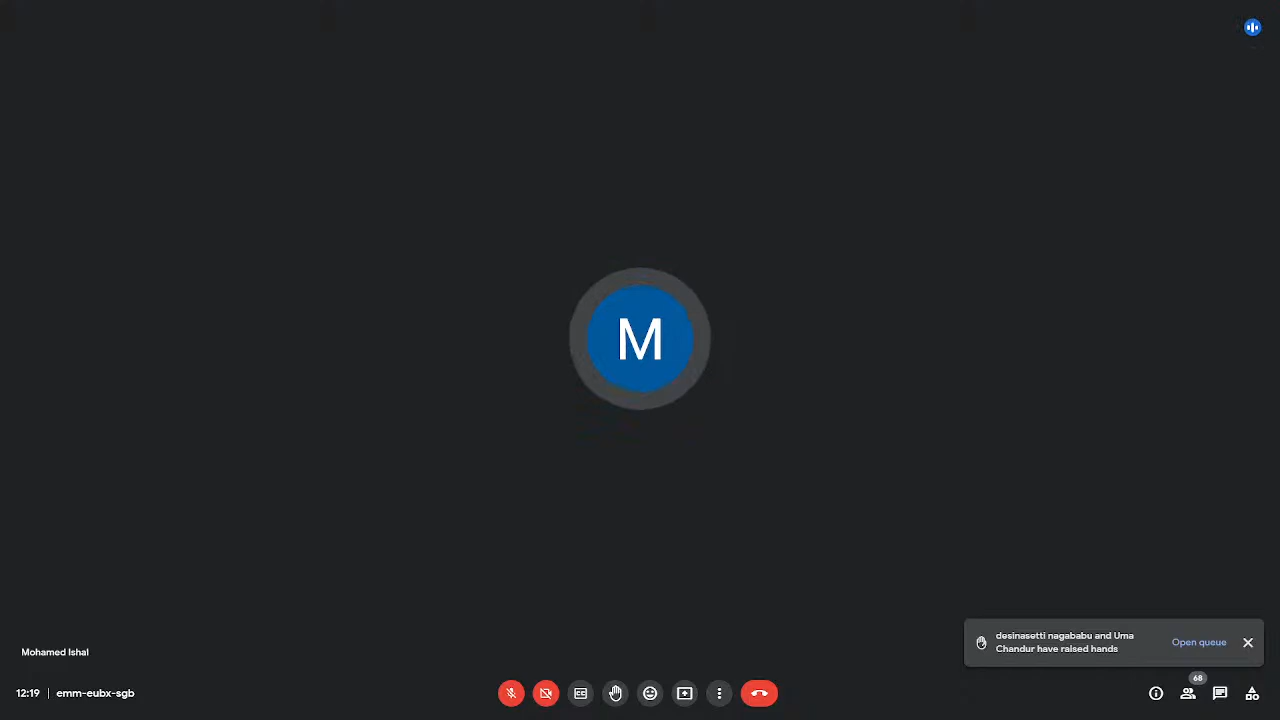 M
desinasetti nagababu and Uma
Chandur have raised hands
Open queue
Mohamed Ishal
12:19 | emm-eubx-sgb
68